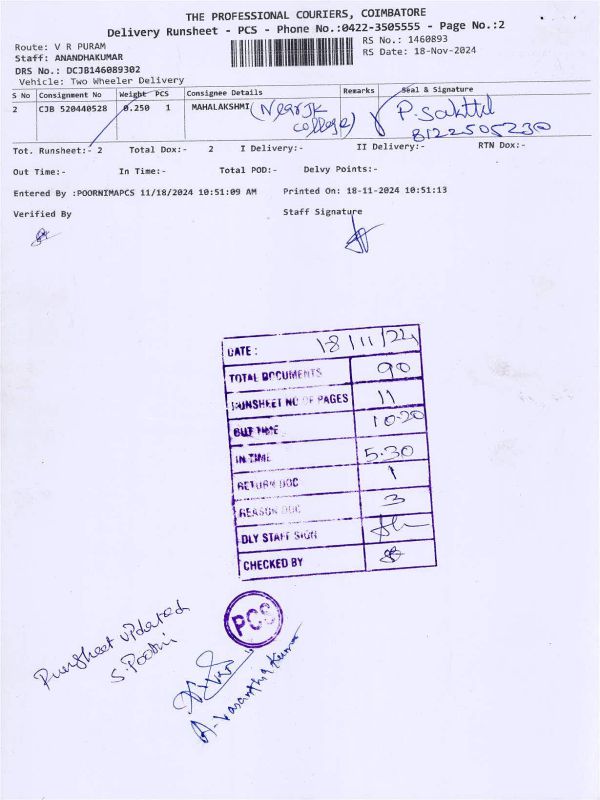 THE PROFESSIONAL COURIERS, COIMBATORE
Delivery Runsheet - PCS - Phone No.:0422-3505555 - Page No.:2
Route: V R PURAM
RS No.: 1460893
Staff: ANANDHAKUMAR
RS Date: 18-Nov-2024
DRS No.: DCJB146089302
Vehicle: Two Wheeler Delivery
S No Consignment No Weight PCS Consignee Details Remarks Seal & Signature
2 CJB 520440528 0.250 1 MAHALAKSHMI (Near JK college) P. Sakthi
8122505230
Tot. Runsheet:- 2 Total Dox:- 2 I Delivery:- II Delivery:- RTN Dox:-
Out Time:- In Time:- Total POD:- Delvy Points:-
Entered By :POORNIMAPCS 11/18/2024 10:51:09 AM Printed On: 18-11-2024 10:51:13
Verified By Staff Signature
DATE : 18/11/24
TOTAL DOCUMENTS 90
RUNSHEET NO OF PAGES 11
OUT TIME 10.20
IN TIME 5.30
RETURN DOC 1
REASON DOC 3
DLY STAFF SIGN
CHECKED BY
PCS
Runsheet updated
S. Poorni
A. Vasantha Kumar